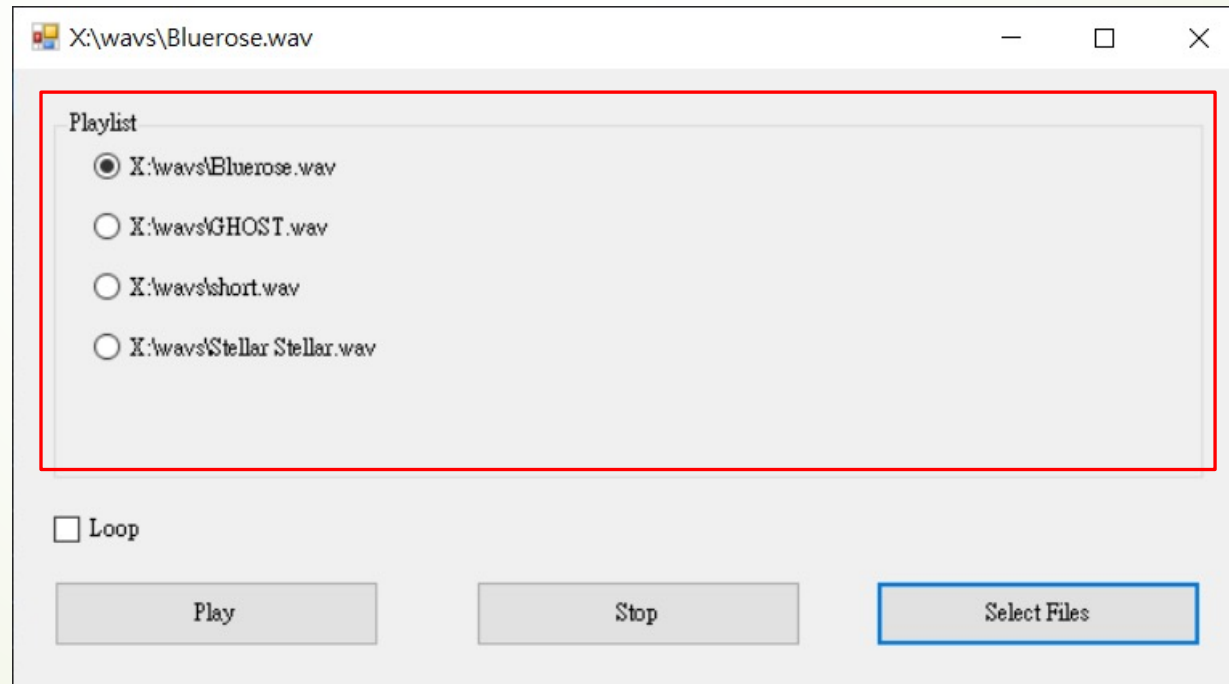 X:\wavs\Bluerose.wav
Playlist
X:\wavs\Bluerose.wav
X:\wavs\GHOST.wav
X:\wavs\short.wav
X:\wavs\Stellar Stellar.wav
Loop
Play Stop Select Files